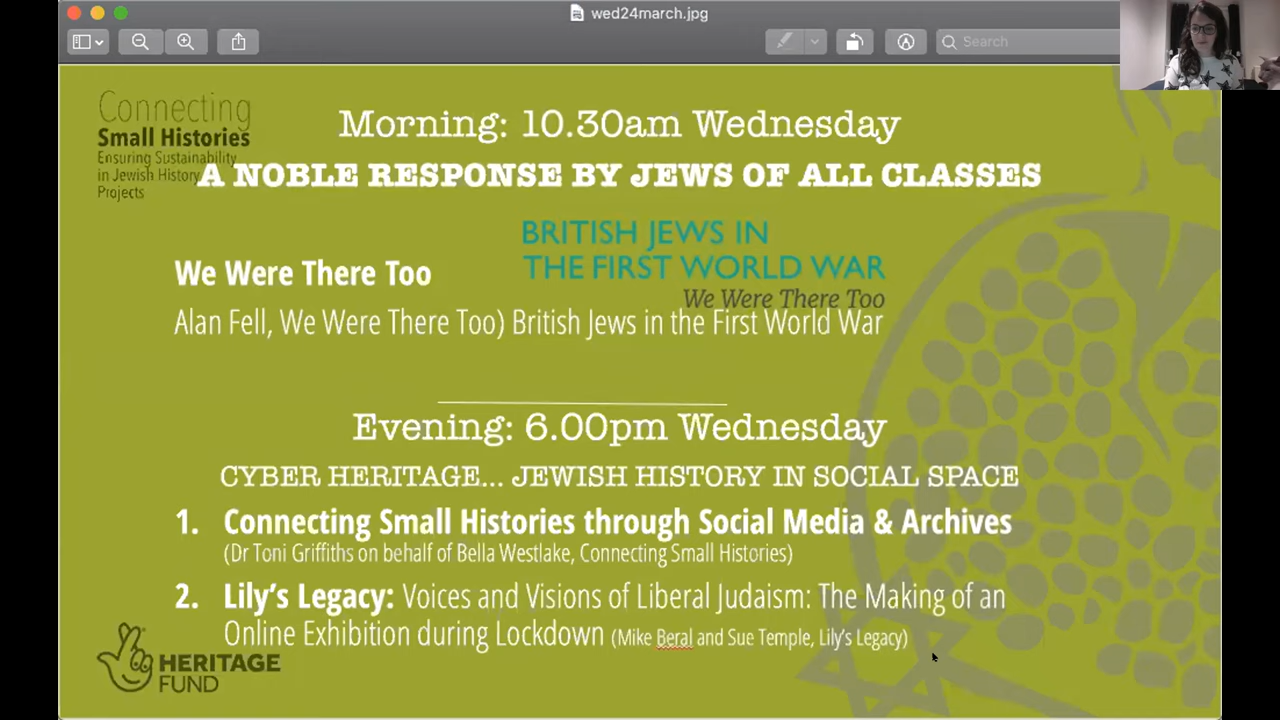 wed24march.jpg
Search
Connecting
Small Histories
Ensuring Sustainability
in Jewish History
Projects
Morning: 10.30am Wednesday
A NOBLE RESPONSE BY JEWS OF ALL CLASSES
BRITISH JEWS IN
THE FIRST WORLD WAR
We Were There Too
We Were There Too
Alan Fell, We Were There Too) British Jews in the First World War
Evening: 6.00pm Wednesday
CYBER HERITAGE... JEWISH HISTORY IN SOCIAL SPACE
1. Connecting Small Histories through Social Media & Archives
(Dr Toni Griffiths on behalf of Bella Westlake, Connecting Small Histories)
2. Lily's Legacy: Voices and Visions of Liberal Judaism: The Making of an
Online Exhibition during Lockdown (Mike Beral and Sue Temple, Lily's Legacy)
HERITAGE
FUND